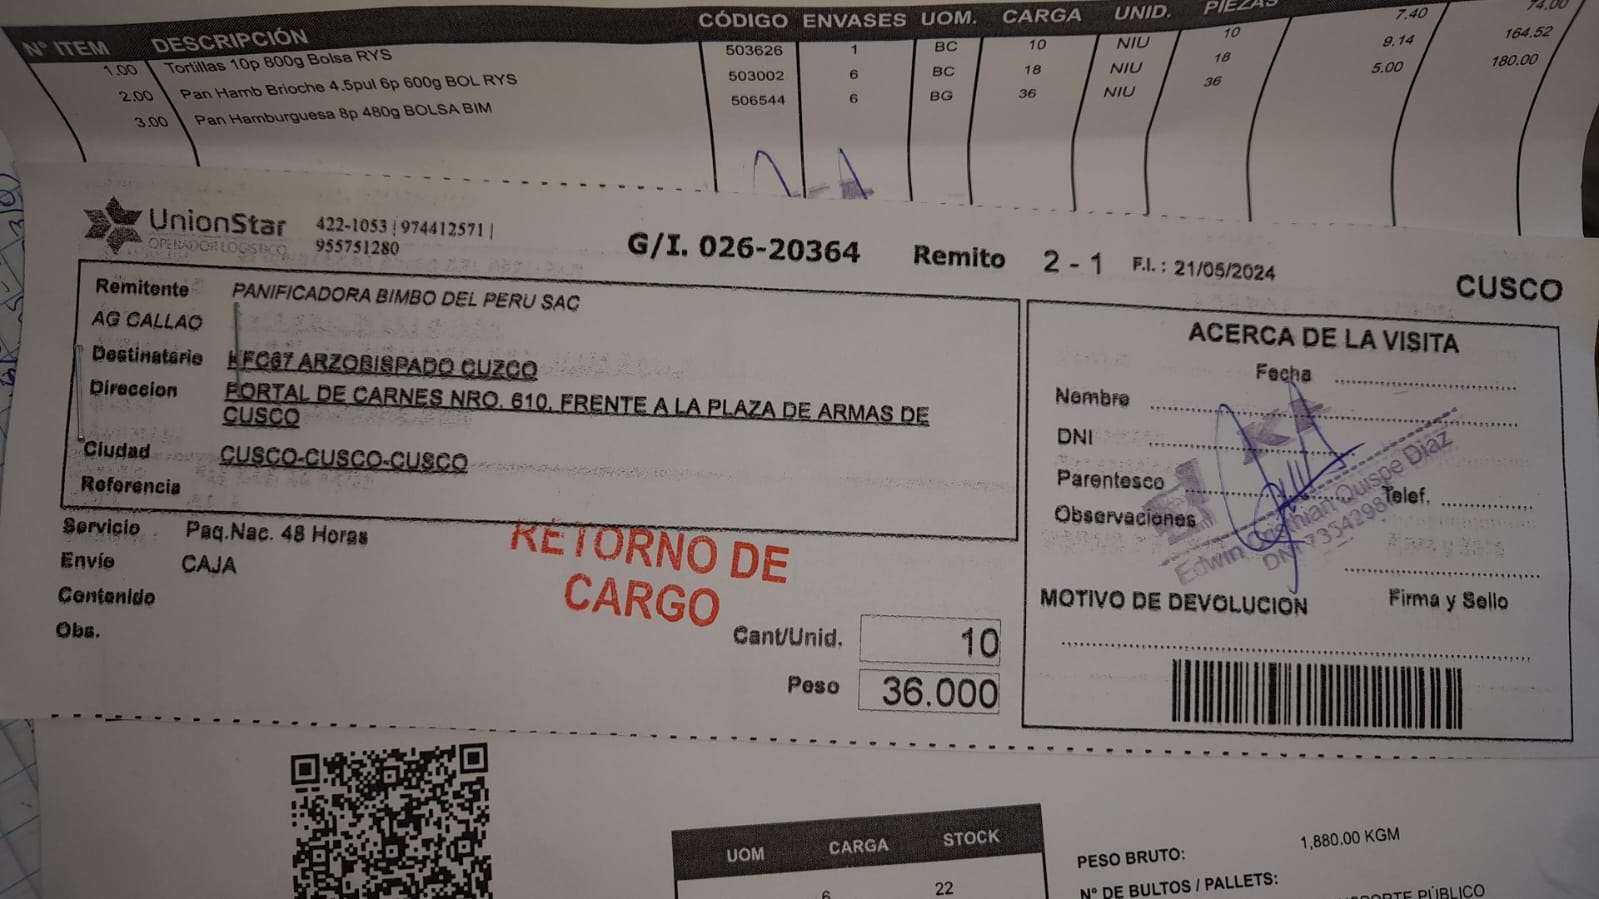 N° ITEM DESCRIPCIÓN CÓDIGO ENVASES UOM. CARGA UNID. PIEZAS
1.00 Tortillas 10p 800g Bolsa RYS 503626 1 BC 10 NIU 10 7.40 74.00
2.00 Pan Hamb Brioche 4.5pul 6p 600g BOL RYS 503002 6 BC 18 NIU 18 9.14 164.52
3.00 Pan Hamburguesa 8p 480g BOLSA BIM 506544 6 BG 36 NIU 36 5.00 180.00
UnionStar
OPERADOR LOGISTICO
422-1053 | 974412571 |
955751280
G/I. 026-20364 Remito 2 - 1 F.I. : 21/05/2024 CUSCO
Remitente PANIFICADORA BIMBO DEL PERU SAC
AG CALLAO
Destinatario KFC67 ARZOBISPADO CUZCO
Direccion PORTAL DE CARNES NRO. 610, FRENTE A LA PLAZA DE ARMAS DE
CUSCO
Ciudad CUSCO-CUSCO-CUSCO
Referencia
Servicio Paq.Nac. 48 Horas
Envío CAJA
Contenido
Obs.
RETORNO DE
CARGO
Cant/Unid. 10
Peso 36.000
ACERCA DE LA VISITA
Fecha
Nombre
DNI
Parentesco
Telef.
Observaciones
Edwin Cristhian Quispe Diaz
MOTIVO DE DEVOLUCION
Firma y Sello
UOM CARGA STOCK
6 22
PESO BRUTO: 1,880.00 KGM
N° DE BULTOS / PALLETS:
PÚBLICO